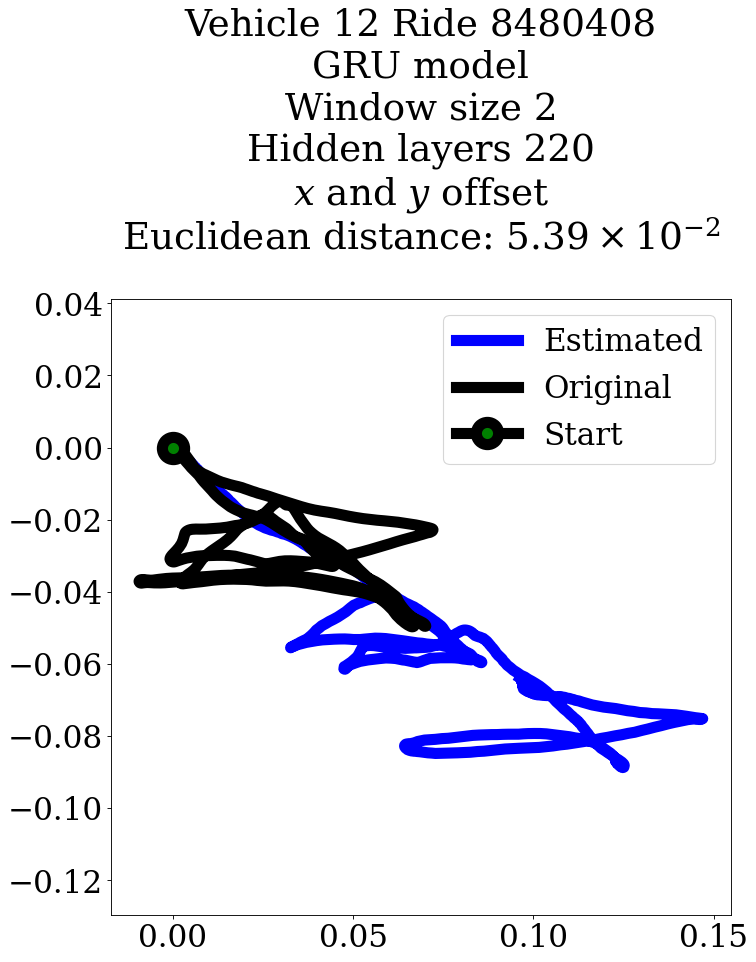 Vehicle 12 Ride 8480408
GRU model
Window size 2
Hidden layers 220
x and y offset
Euclidean distance: 5.39 × 10⁻²
0.04
0.02
0.00
−0.02
−0.04
−0.06
−0.08
−0.10
−0.12
Estimated
Original
Start
0.00 0.05 0.10 0.15